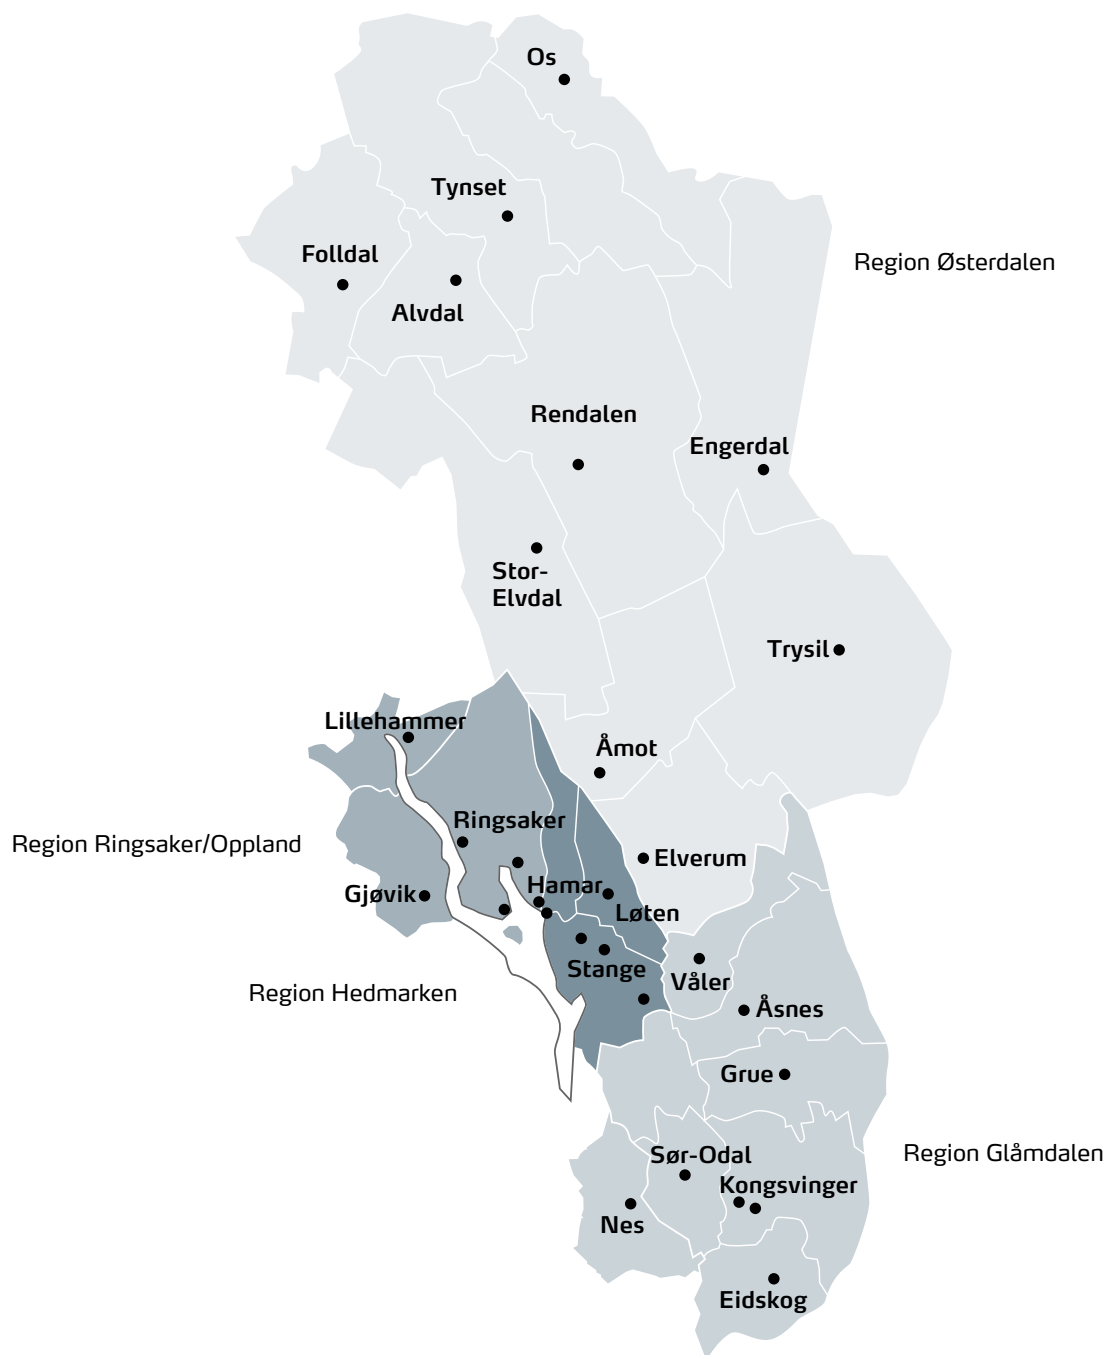 Os
Tynset
Region Østerdalen
Folldal
Alvdal
Rendalen
Engerdal
Stor-
Elvdal
Trysil
Lillehammer
Åmot
Ringsaker
Region Ringsaker/Oppland
Elverum
Hamar
Gjøvik
Løten
Stange
Våler
Region Hedmarken
Åsnes
Grue
Region Glåmdalen
Sør-Odal
Kongsvinger
Nes
Eidskog